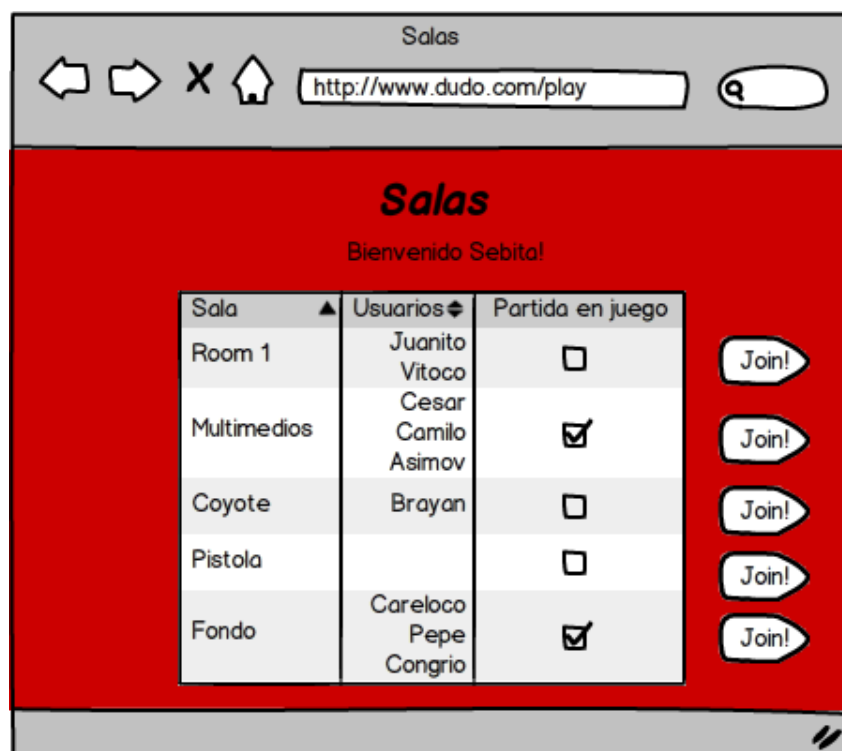 Salas
http://www.dudo.com/play
Salas
Bienvenido Sebita!
Sala Usuarios Partida en juego
Room 1 Juanito Join!
Vitoco
Multimedios Cesar Join!
Camilo
Asimov
Coyote Brayan Join!
Pistola Join!
Fondo Careloco Join!
Pepe
Congrio